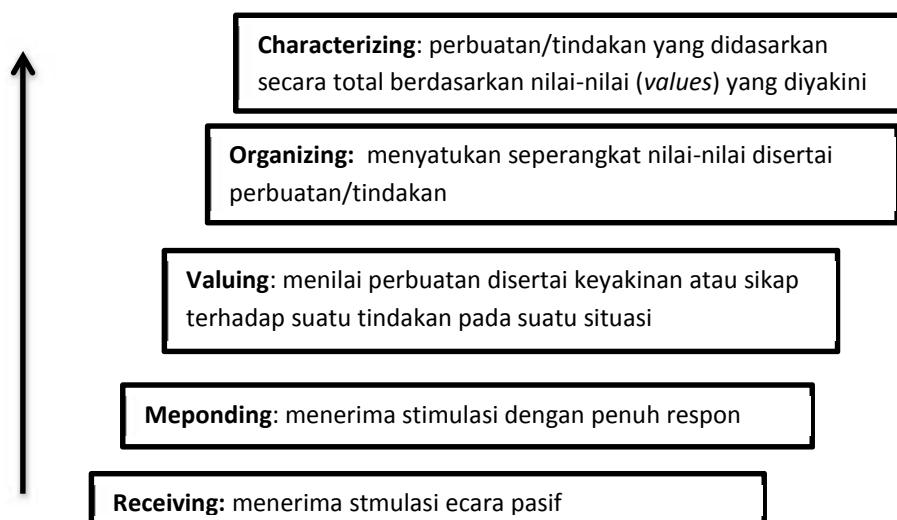 Characterizing: perbuatan/tindakan yang didasarkan
secara total berdasarkan nilai-nilai (values) yang diyakini
Organizing: menyatukan seperangkat nilai-nilai disertai
perbuatan/tindakan
Valuing: menilai perbuatan disertai keyakinan atau sikap
terhadap suatu tindakan pada suatu situasi
Meponding: menerima stimulasi dengan penuh respon
Receiving: menerima stmulasi ecara pasif